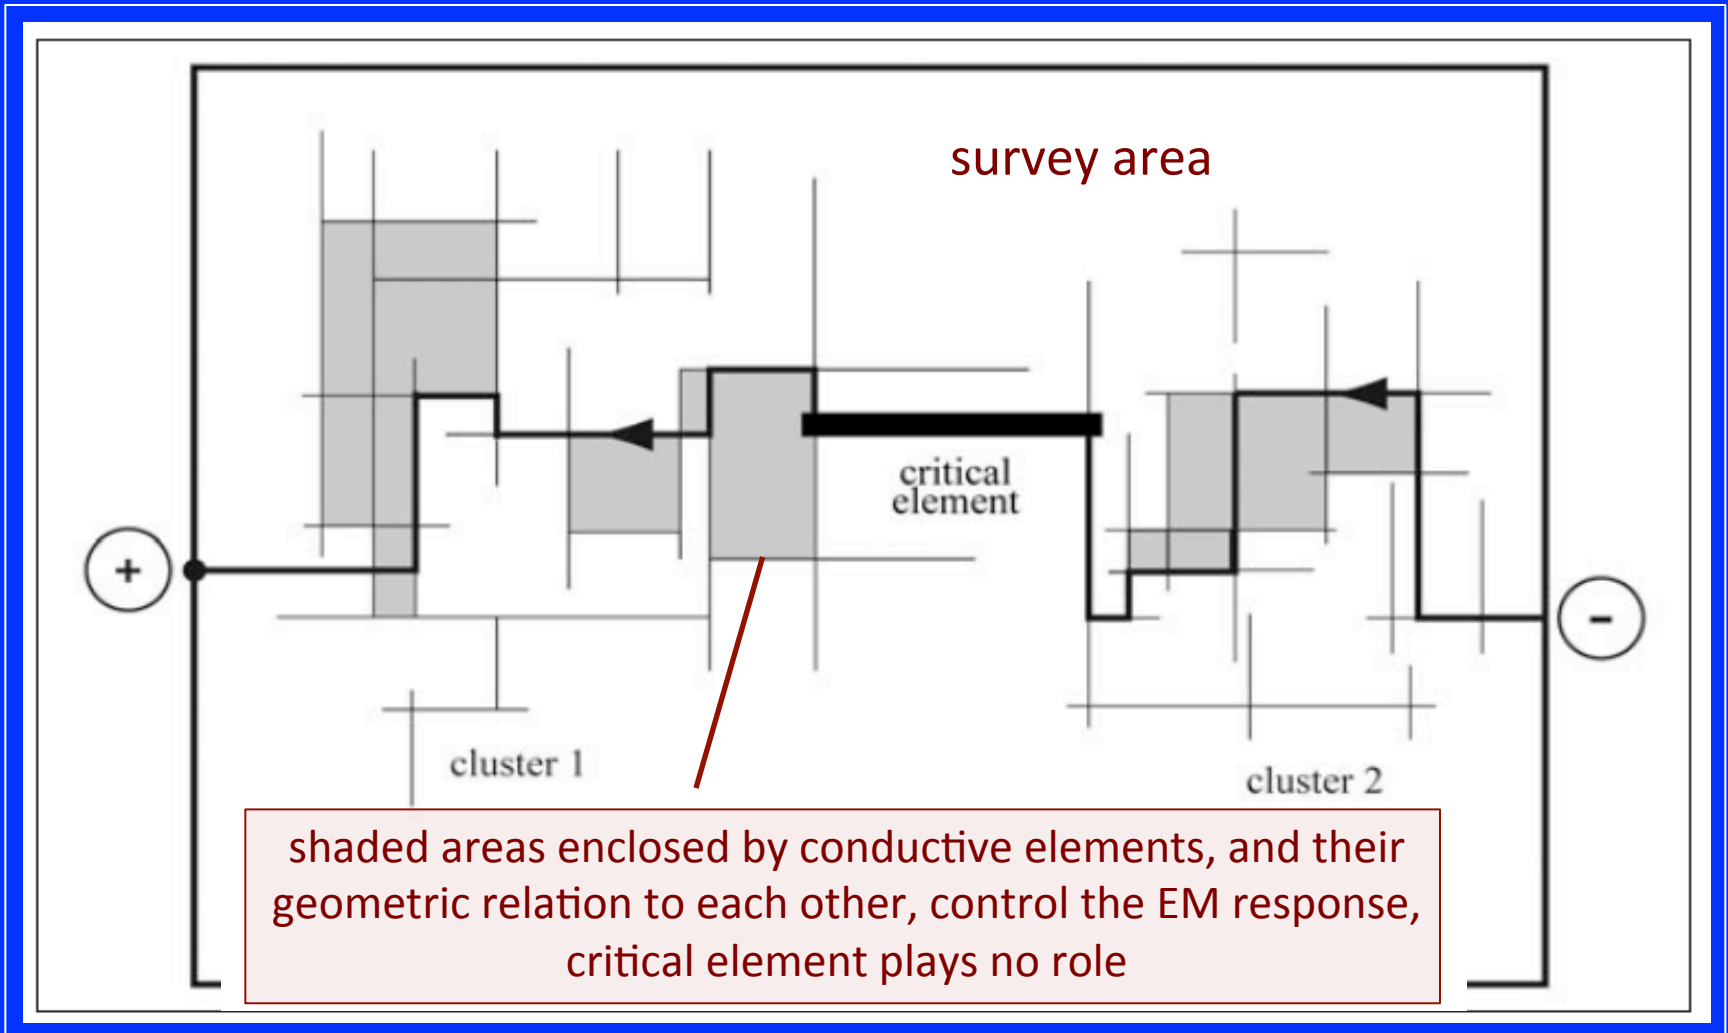 survey area
+
critical
element
-
cluster 1
cluster 2
shaded areas enclosed by conductive elements, and their
geometric relation to each other, control the EM response,
critical element plays no role